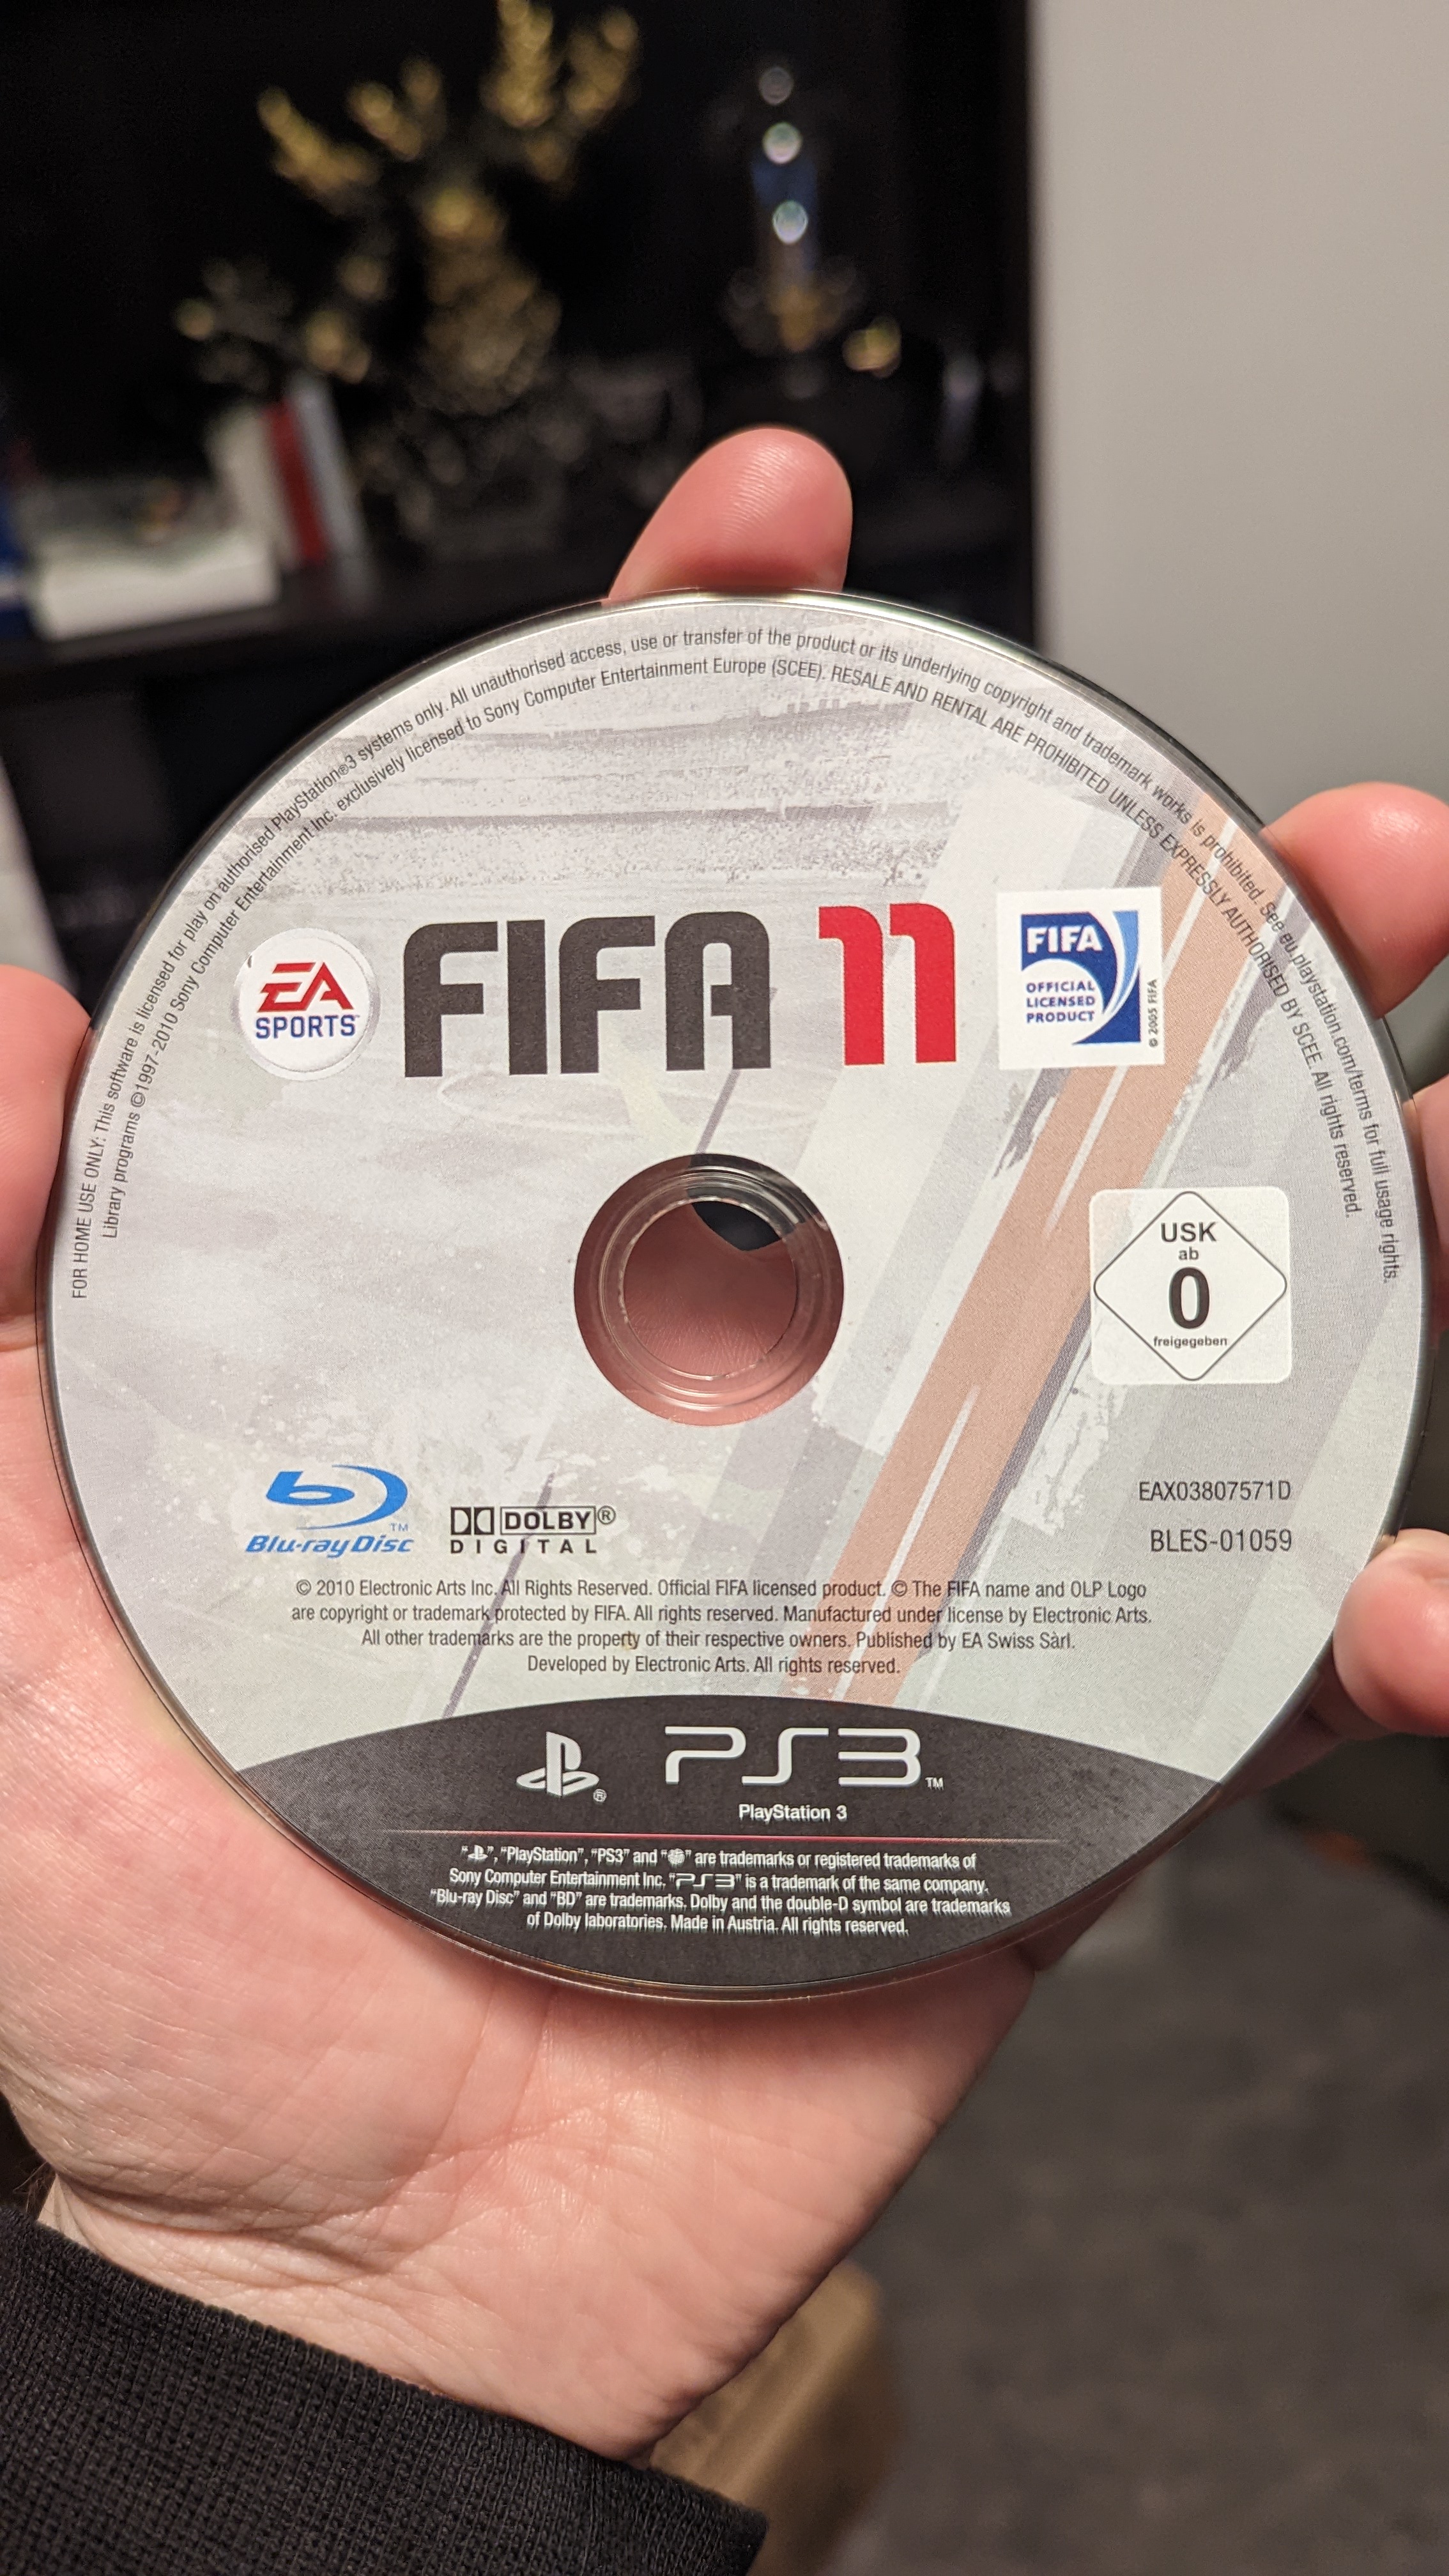 FOR HOME USE ONLY: This software is licensed for play on authorised PlayStation®3 systems only. All unauthorised access, use or transfer of the product or its underlying copyright and trademark works is prohibited. See eu.playstation.com/terms for full usage rights.
Library programs ©1997-2010 Sony Computer Entertainment Inc. exclusively licensed to Sony Computer Entertainment Europe (SCEE). RESALE AND RENTAL ARE PROHIBITED UNLESS EXPRESSLY AUTHORISED BY SCEE. All rights reserved.
EA
SPORTS™
FIFA 11
FIFA
OFFICIAL
LICENSED
PRODUCT
© 2005 FIFA
USK
ab
0
freigegeben
Blu-ray Disc™
DOLBY®
DIGITAL
EAX03807571D
BLES-01059
© 2010 Electronic Arts Inc. All Rights Reserved. Official FIFA licensed product. © The FIFA name and OLP Logo
are copyright or trademark protected by FIFA. All rights reserved. Manufactured under license by Electronic Arts.
All other trademarks are the property of their respective owners. Published by EA Swiss Sàrl.
Developed by Electronic Arts. All rights reserved.
® PS3™
PlayStation 3
“”, “PlayStation”, “PS3” and “” are trademarks or registered trademarks of
Sony Computer Entertainment Inc. “PS3” is a trademark of the same company.
“Blu-ray Disc” and “BD” are trademarks. Dolby and the double-D symbol are trademarks
of Dolby laboratories. Made in Austria. All rights reserved.